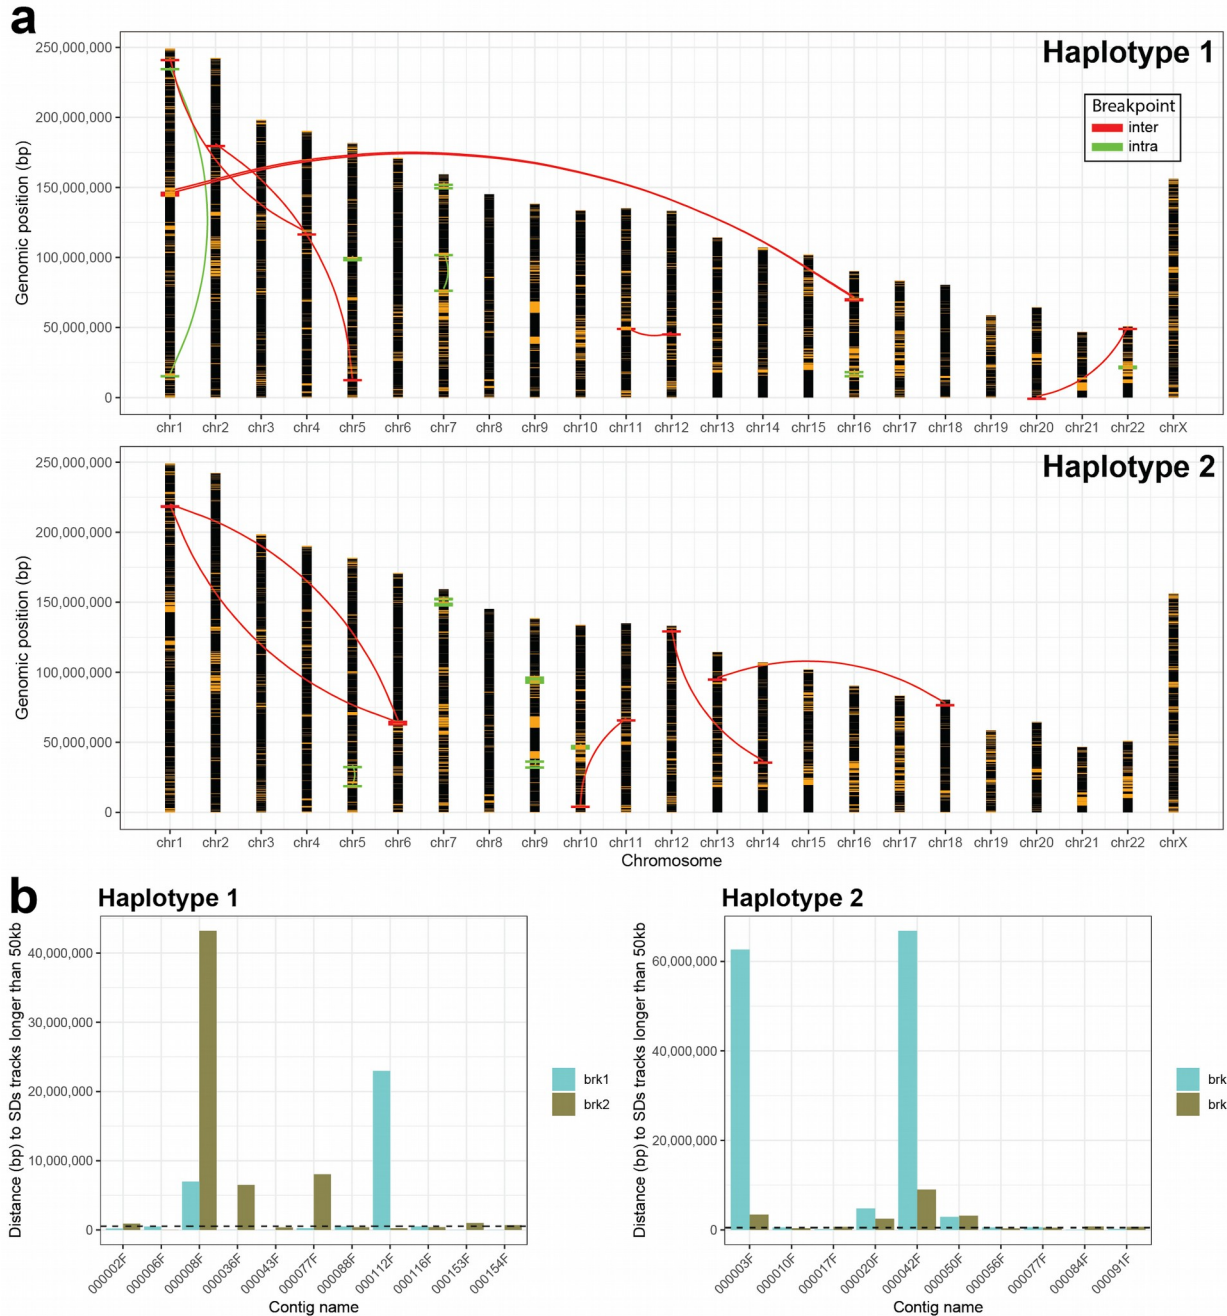 a
Haplotype 1
Breakpoint
inter
intra
Genomic position (bp)
250,000,000
200,000,000
150,000,000
100,000,000
50,000,000
0
chr1 chr2 chr3 chr4 chr5 chr6 chr7 chr8 chr9 chr10 chr11 chr12 chr13 chr14 chr15 chr16 chr17 chr18 chr19 chr20 chr21 chr22 chrX
Haplotype 2
Genomic position (bp)
250,000,000
200,000,000
150,000,000
100,000,000
50,000,000
0
chr1 chr2 chr3 chr4 chr5 chr6 chr7 chr8 chr9 chr10 chr11 chr12 chr13 chr14 chr15 chr16 chr17 chr18 chr19 chr20 chr21 chr22 chrX
Chromosome
b
Haplotype 1
Distance (bp) to SDs tracks longer than 50kb
40,000,000
30,000,000
20,000,000
10,000,000
0
000002F 000006F 000008F 000036F 000043F 000077F 000088F 000112F 000116F 000153F 000154F
Contig name
brk1
brk2
Haplotype 2
Distance (bp) to SDs tracks longer than 50kb
60,000,000
40,000,000
20,000,000
0
000003F 000010F 000017F 000020F 000042F 000050F 000056F 000077F 000084F 000091F
Contig name
brk
brk